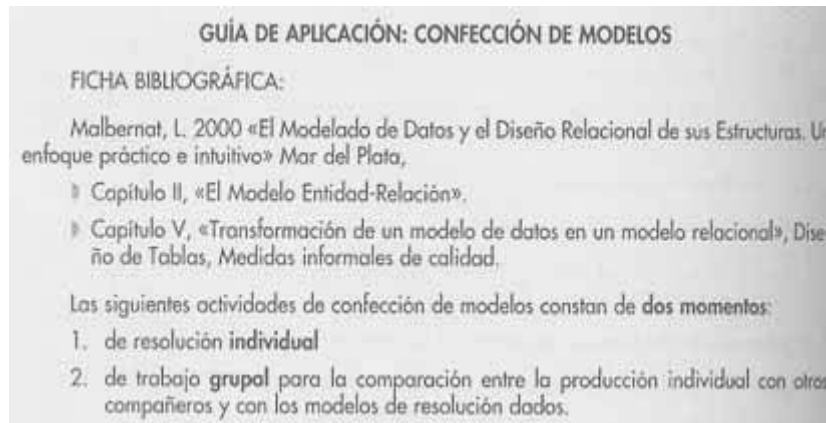 GUÍA DE APLICACIÓN: CONFECCIÓN DE MODELOS
FICHA BIBLIOGRÁFICA:
Malbernat, L. 2000 «El Modelado de Datos y el Diseño Relacional de sus Estructuras. Un
enfoque práctico e intuitivo» Mar del Plata,
Capítulo II, «El Modelo Entidad-Relación».
Capítulo V, «Transformación de un modelo de datos en un modelo relacional», Dise-
ño de Tablas, Medidas informales de calidad.
Las siguientes actividades de confección de modelos constan de dos momentos:
1. de resolución individual
2. de trabajo grupal para la comparación entre la producción individual con otros
compañeros y con los modelos de resolución dados.